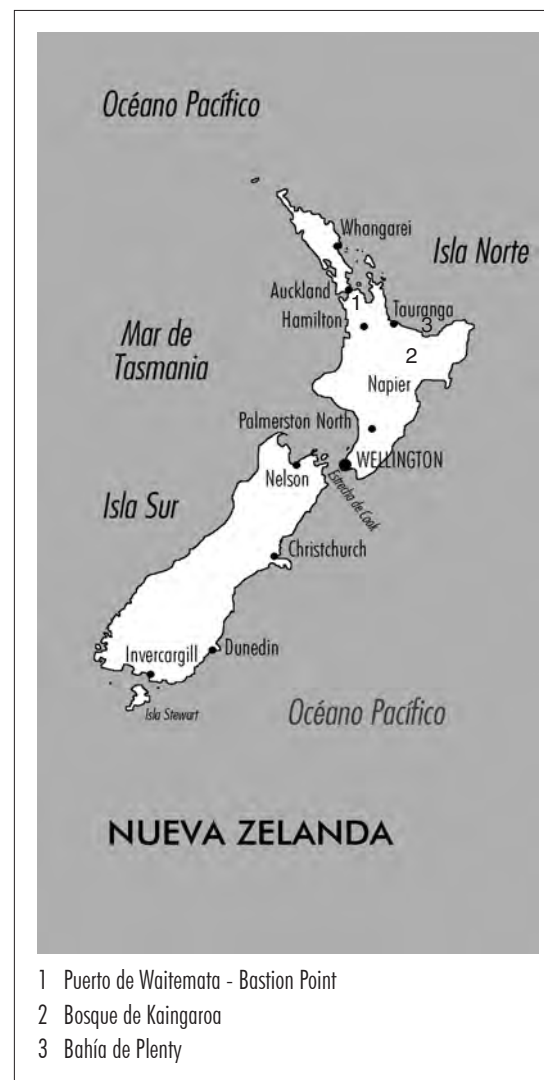 Océano Pacífico
Whangarei
Isla Norte
Auckland
1
Tauranga
Hamilton
3
Mar de
Tasmania
2
Napier
Palmerston North
WELLINGTON
Nelson
Estrecho de Cook
Isla Sur
Christchurch
Invercargill
Dunedin
Isla Stewart
Océano Pacífico
NUEVA ZELANDA
1 Puerto de Waitemata - Bastion Point
2 Bosque de Kaingaroa
3 Bahía de Plenty